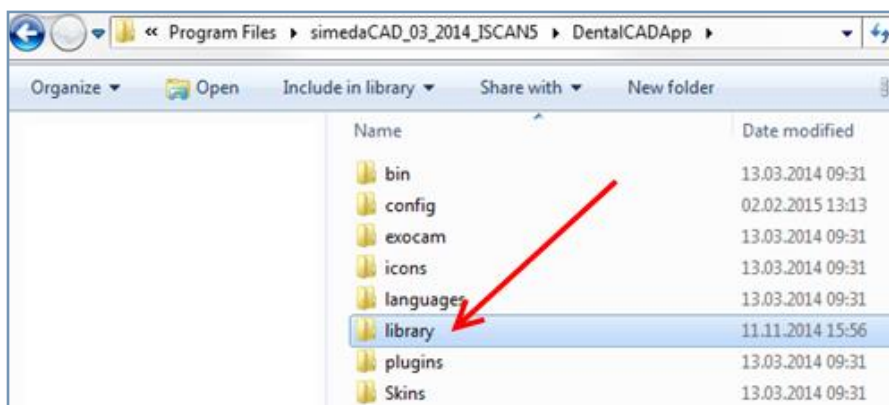 « Program Files ▸ simedaCAD_03_2014_ISCAN5 ▸ DentalCADApp ▸
Organize ▾ Open Include in library ▾ Share with ▾ New folder
Name Date modified
bin 13.03.2014 09:31
config 02.02.2015 13:13
exocam 13.03.2014 09:31
icons 13.03.2014 09:31
languages 13.03.2014 09:31
library 11.11.2014 15:56
plugins 13.03.2014 09:31
Skins 13.03.2014 09:31